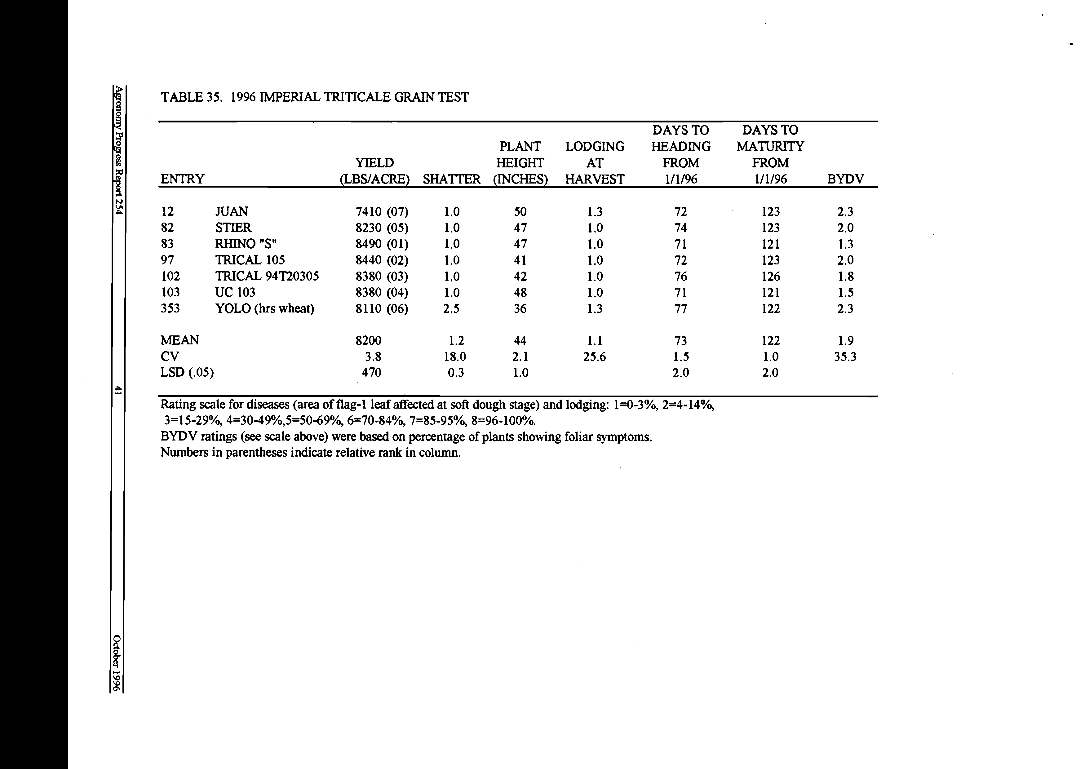 Agronomy Progress Report 254
41
October 1996
TABLE 35. 1996 IMPERIAL TRITICALE GRAIN TEST
DAYS TO DAYS TO
PLANT LODGING HEADING MATURITY
YIELD HEIGHT AT FROM FROM
ENTRY (LBS/ACRE) SHATTER (INCHES) HARVEST 1/1/96 1/1/96 BYDV
12 JUAN 7410 (07) 1.0 50 1.3 72 123 2.3
82 STIER 8230 (05) 1.0 47 1.0 74 123 2.0
83 RHINO "S" 8490 (01) 1.0 47 1.0 71 121 1.3
97 TRICAL 105 8440 (02) 1.0 41 1.0 72 123 2.0
102 TRICAL 94T20305 8380 (03) 1.0 42 1.0 76 126 1.8
103 UC 103 8380 (04) 1.0 48 1.0 71 121 1.5
353 YOLO (hrs wheat) 8110 (06) 2.5 36 1.3 77 122 2.3
MEAN 8200 1.2 44 1.1 73 122 1.9
CV 3.8 18.0 2.1 25.6 1.5 1.0 35.3
LSD (.05) 470 0.3 1.0 2.0 2.0
Rating scale for diseases (area of flag-1 leaf affected at soft dough stage) and lodging: 1=0-3%, 2=4-14%,
3=15-29%, 4=30-49%,5=50-69%, 6=70-84%, 7=85-95%, 8=96-100%.
BYDV ratings (see scale above) were based on percentage of plants showing foliar symptoms.
Numbers in parentheses indicate relative rank in column.